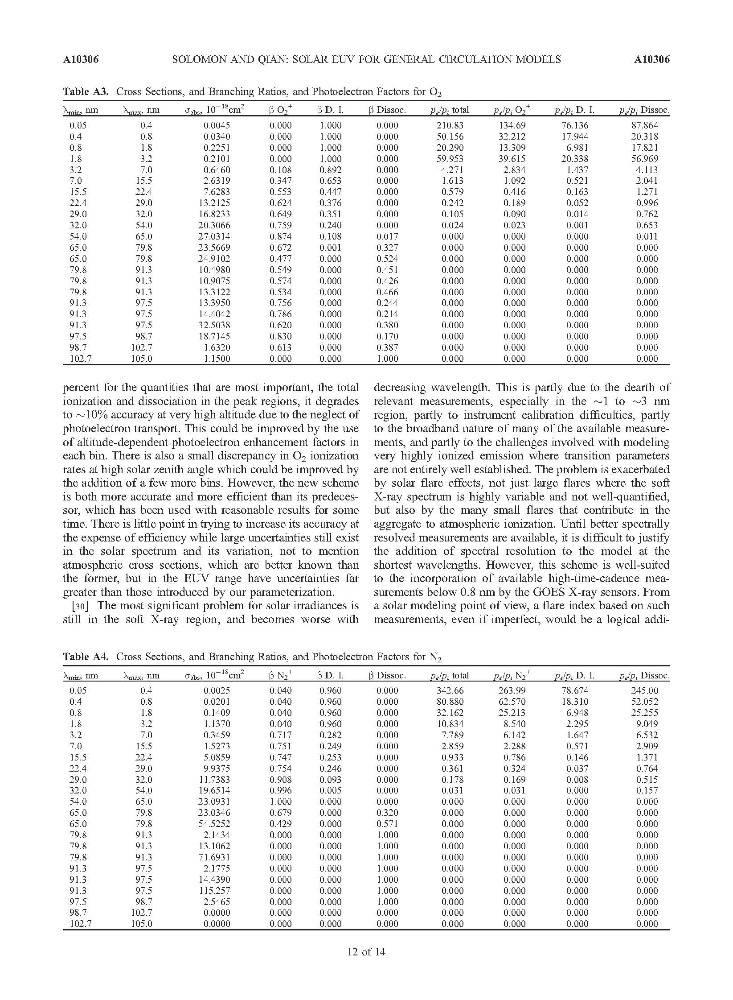 A10306 SOLOMON AND QIAN: SOLAR EUV FOR GENERAL CIRCULATION MODELS A10306
Table A3. Cross Sections, and Branching Ratios, and Photoelectron Factors for O₂
λmin, nm λmax, nm σabs, 10⁻¹⁸cm² β O₂⁺ β D. I. β Dissoc. pe/pi total pe/pi O₂⁺ pe/pi D. I. pe/pi Dissoc.
0.05 0.4 0.0045 0.000 1.000 0.000 210.83 134.69 76.136 87.864
0.4 0.8 0.0340 0.000 1.000 0.000 50.156 32.212 17.944 20.318
0.8 1.8 0.2251 0.000 1.000 0.000 20.290 13.309 6.981 17.821
1.8 3.2 0.2101 0.000 1.000 0.000 59.953 39.615 20.338 56.969
3.2 7.0 0.6460 0.108 0.892 0.000 4.271 2.834 1.437 4.113
7.0 15.5 2.6319 0.347 0.653 0.000 1.613 1.092 0.521 2.041
15.5 22.4 7.6283 0.553 0.447 0.000 0.579 0.416 0.163 1.271
22.4 29.0 13.2125 0.624 0.376 0.000 0.242 0.189 0.052 0.996
29.0 32.0 16.8233 0.649 0.351 0.000 0.105 0.090 0.014 0.762
32.0 54.0 20.3066 0.759 0.240 0.000 0.024 0.023 0.001 0.653
54.0 65.0 27.0314 0.874 0.108 0.017 0.000 0.000 0.000 0.011
65.0 79.8 23.5669 0.672 0.001 0.327 0.000 0.000 0.000 0.000
65.0 79.8 24.9102 0.477 0.000 0.524 0.000 0.000 0.000 0.000
79.8 91.3 10.4980 0.549 0.000 0.451 0.000 0.000 0.000 0.000
79.8 91.3 10.9075 0.574 0.000 0.426 0.000 0.000 0.000 0.000
79.8 91.3 13.3122 0.534 0.000 0.466 0.000 0.000 0.000 0.000
91.3 97.5 13.3950 0.756 0.000 0.244 0.000 0.000 0.000 0.000
91.3 97.5 14.4042 0.786 0.000 0.214 0.000 0.000 0.000 0.000
91.3 97.5 32.5038 0.620 0.000 0.380 0.000 0.000 0.000 0.000
97.5 98.7 18.7145 0.830 0.000 0.170 0.000 0.000 0.000 0.000
98.7 102.7 1.6320 0.613 0.000 0.387 0.000 0.000 0.000 0.000
102.7 105.0 1.1500 0.000 0.000 1.000 0.000 0.000 0.000 0.000
percent for the quantities that are most important, the total
ionization and dissociation in the peak regions, it degrades
to ∼10% accuracy at very high altitude due to the neglect of
photoelectron transport. This could be improved by the use
of altitude-dependent photoelectron enhancement factors in
each bin. There is also a small discrepancy in O₂ ionization
rates at high solar zenith angle which could be improved by
the addition of a few more bins. However, the new scheme
is both more accurate and more efficient than its predeces-
sor, which has been used with reasonable results for some
time. There is little point in trying to increase its accuracy at
the expense of efficiency while large uncertainties still exist
in the solar spectrum and its variation, not to mention
atmospheric cross sections, which are better known than
the former, but in the EUV range have uncertainties far
greater than those introduced by our parameterization.
[30] The most significant problem for solar irradiances is
still in the soft X-ray region, and becomes worse with
decreasing wavelength. This is partly due to the dearth of
relevant measurements, especially in the ∼1 to ∼3 nm
region, partly to instrument calibration difficulties, partly
to the broadband nature of many of the available measure-
ments, and partly to the challenges involved with modeling
very highly ionized emission where transition parameters
are not entirely well established. The problem is exacerbated
by solar flare effects, not just large flares where the soft
X-ray spectrum is highly variable and not well-quantified,
but also by the many small flares that contribute in the
aggregate to atmospheric ionization. Until better spectrally
resolved measurements are available, it is difficult to justify
the addition of spectral resolution to the model at the
shortest wavelengths. However, this scheme is well-suited
to the incorporation of available high-time-cadence mea-
surements below 0.8 nm by the GOES X-ray sensors. From
a solar modeling point of view, a flare index based on such
measurements, even if imperfect, would be a logical addi-
Table A4. Cross Sections, and Branching Ratios, and Photoelectron Factors for N₂
λmin, nm λmax, nm σabs, 10⁻¹⁸cm² β N₂⁺ β D. I. β Dissoc. pe/pi total pe/pi N₂⁺ pe/pi D. I. pe/pi Dissoc.
0.05 0.4 0.0025 0.040 0.960 0.000 342.66 263.99 78.674 245.00
0.4 0.8 0.0201 0.040 0.960 0.000 80.880 62.570 18.310 52.052
0.8 1.8 0.1409 0.040 0.960 0.000 32.162 25.213 6.948 25.255
1.8 3.2 1.1370 0.040 0.960 0.000 10.834 8.540 2.295 9.049
3.2 7.0 0.3459 0.717 0.282 0.000 7.789 6.142 1.647 6.532
7.0 15.5 1.5273 0.751 0.249 0.000 2.859 2.288 0.571 2.909
15.5 22.4 5.0859 0.747 0.253 0.000 0.933 0.786 0.146 1.371
22.4 29.0 9.9375 0.754 0.246 0.000 0.361 0.324 0.037 0.764
29.0 32.0 11.7383 0.908 0.093 0.000 0.178 0.169 0.008 0.515
32.0 54.0 19.6514 0.996 0.005 0.000 0.031 0.031 0.000 0.157
54.0 65.0 23.0931 1.000 0.000 0.000 0.000 0.000 0.000 0.000
65.0 79.8 23.0346 0.679 0.000 0.320 0.000 0.000 0.000 0.000
65.0 79.8 54.5252 0.429 0.000 0.571 0.000 0.000 0.000 0.000
79.8 91.3 2.1434 0.000 0.000 1.000 0.000 0.000 0.000 0.000
79.8 91.3 13.1062 0.000 0.000 1.000 0.000 0.000 0.000 0.000
79.8 91.3 71.6931 0.000 0.000 1.000 0.000 0.000 0.000 0.000
91.3 97.5 2.1775 0.000 0.000 1.000 0.000 0.000 0.000 0.000
91.3 97.5 14.4390 0.000 0.000 1.000 0.000 0.000 0.000 0.000
91.3 97.5 115.257 0.000 0.000 1.000 0.000 0.000 0.000 0.000
97.5 98.7 2.5465 0.000 0.000 1.000 0.000 0.000 0.000 0.000
98.7 102.7 0.0000 0.000 0.000 0.000 0.000 0.000 0.000 0.000
102.7 105.0 0.0000 0.000 0.000 0.000 0.000 0.000 0.000 0.000
12 of 14